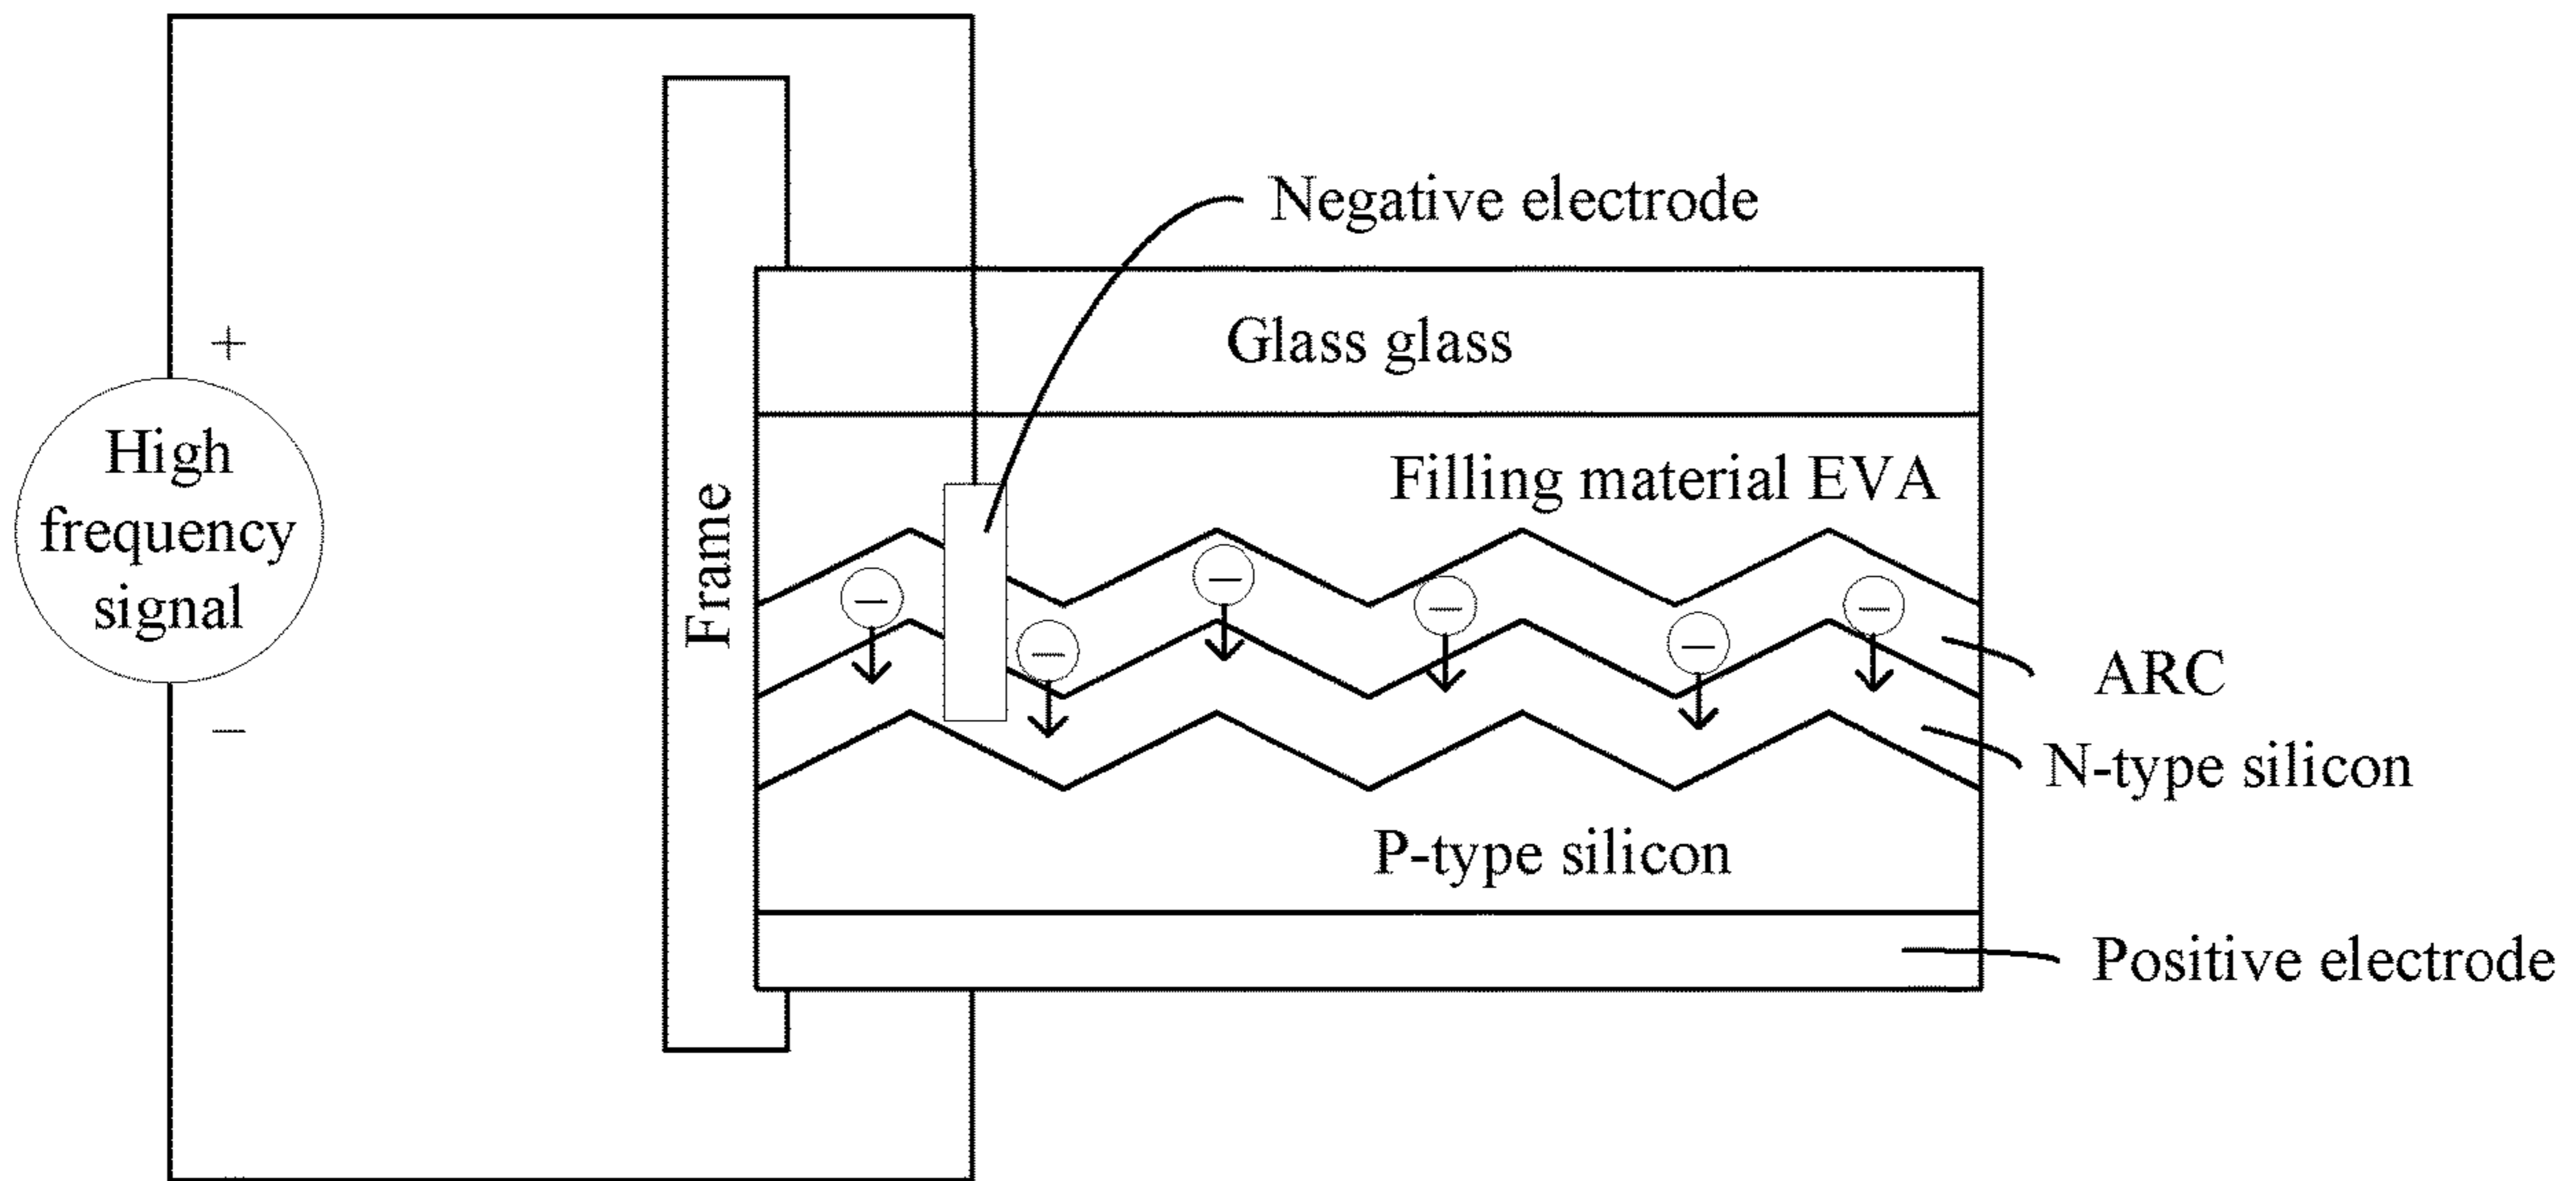 Negative electrode
Glass glass
+
High
frequency
signal
Frame
Filling material EVA
−
−
−
−
−
−
ARC
−
N-type silicon
P-type silicon
Positive electrode